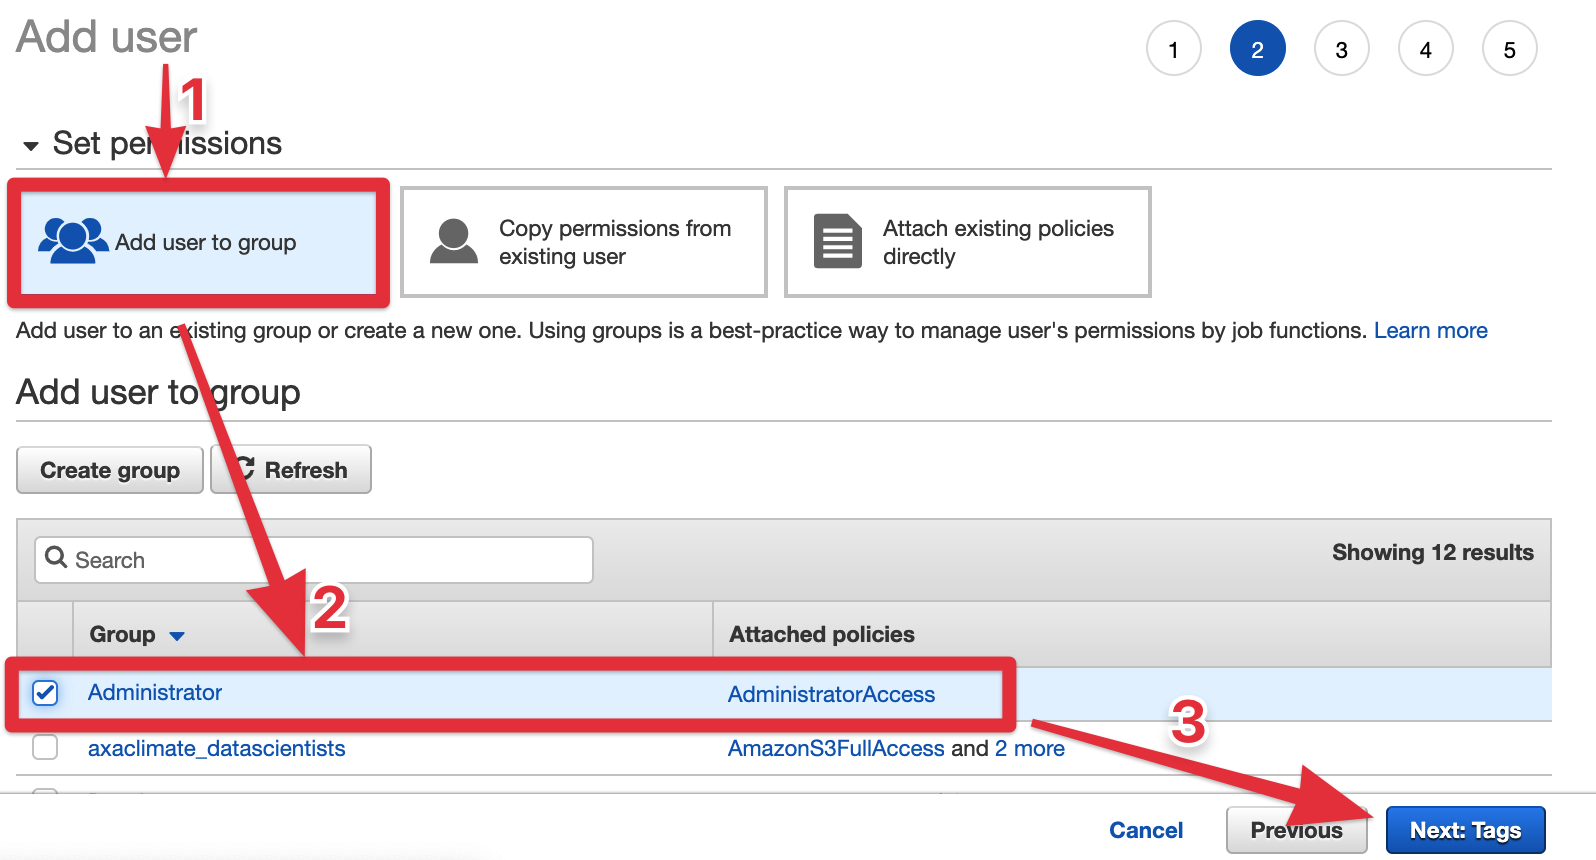 Add user
1 2 3 4 5
1
Set permissions
Add user to group
Copy permissions from
existing user
Attach existing policies
directly
Add user to an existing group or create a new one. Using groups is a best-practice way to manage user's permissions by job functions. Learn more
Add user to group
Create group
Refresh
Search
Showing 12 results
2
Group
Attached policies
Administrator
AdministratorAccess
3
axaclimate_datascientists
AmazonS3FullAccess and 2 more
Cancel
Previous
Next: Tags